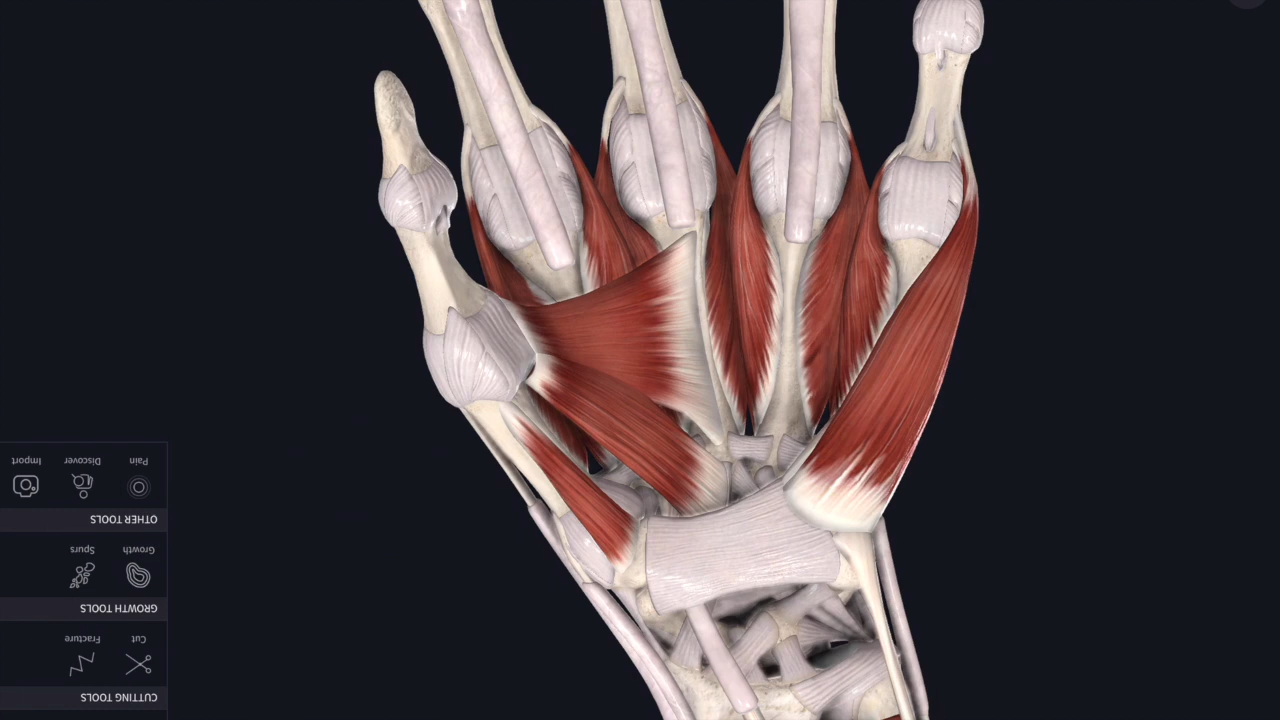 CUTTING TOOLS
Cut Fracture
GROWTH TOOLS
Growth Spurs
OTHER TOOLS
Pain Discover Import